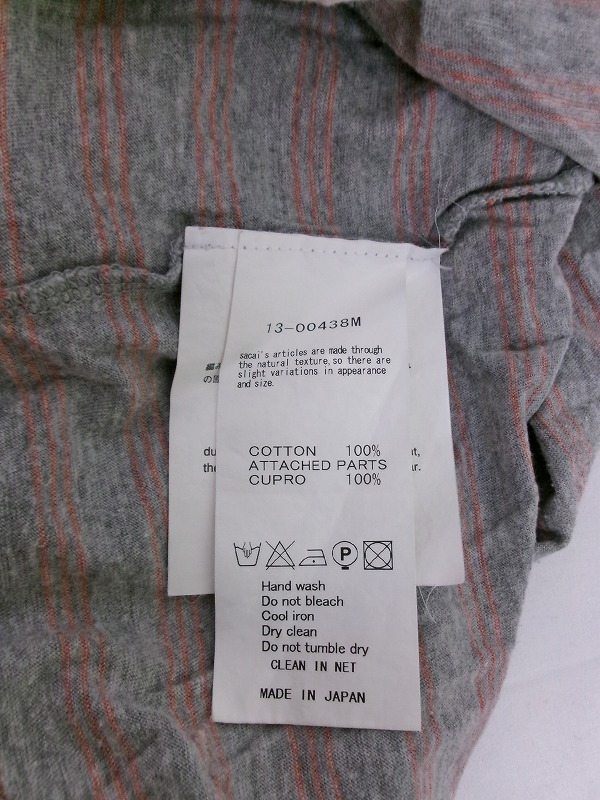 13-00438M
sacai's articles are made through
the natural texture, so there are
slight variations in appearance
and size.
COTTON 100%
ATTACHED PARTS
CUPRO 100%
P
Hand wash
Do not bleach
Cool iron
Dry clean
Do not tumble dry
CLEAN IN NET
MADE IN JAPAN